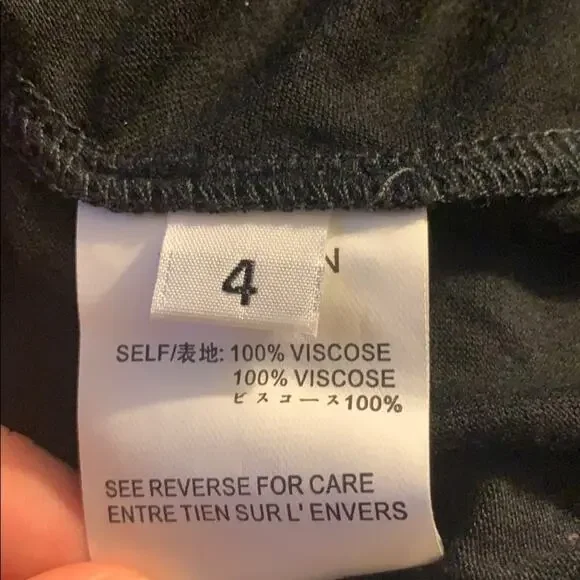 4
N
SELF/表地: 100% VISCOSE
100% VISCOSE
ビスコース100%
SEE REVERSE FOR CARE
ENTRE TIEN SUR L' ENVERS